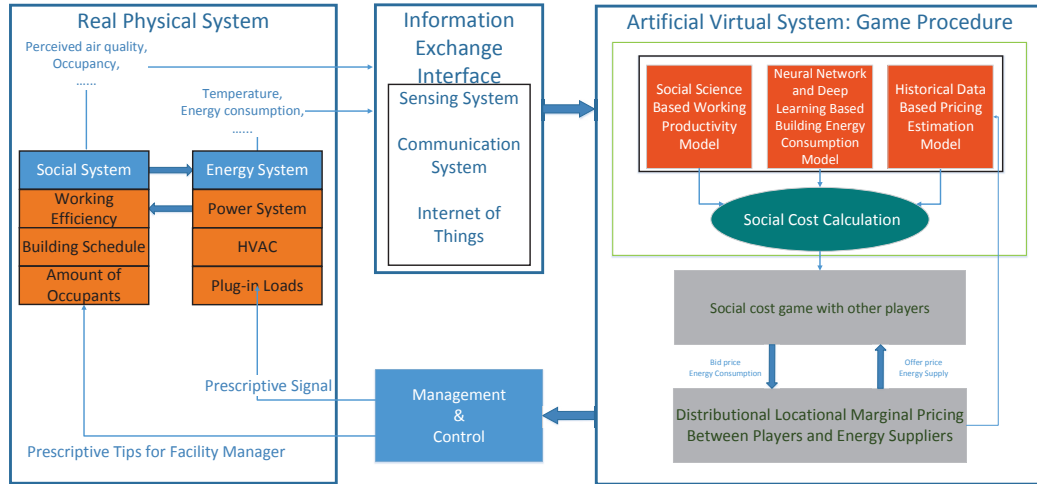 Real Physical System
Perceived air quality,
Occupancy,
......
Temperature,
Energy consumption,
......
Social System
Working
Efficiency
Building Schedule
Amount of
Occupants
Energy System
Power System
HVAC
Plug-in Loads
Prescriptive Signal
Prescriptive Tips for Facility Manager
Information
Exchange
Interface
Sensing System
Communication
System
Internet of
Things
Management
&
Control
Artificial Virtual System: Game Procedure
Social Science
Based Working
Productivity
Model
Neural Network
and Deep
Learning Based
Building Energy
Consumption
Model
Historical Data
Based Pricing
Estimation
Model
Social Cost Calculation
Social cost game with other players
Bid price
Energy Consumption
Offer price
Energy Supply
Distributional Locational Marginal Pricing
Between Players and Energy Suppliers